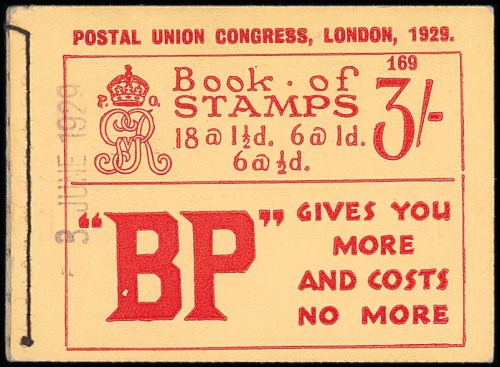 POSTAL UNION CONGRESS, LONDON, 1929.
169
P. O.
GR
Book · of
STAMPS
3/-
18 @ 1½d. 6 @ 1d.
6 @ ½d.
3 JUNE 1929
"BP"
GIVES YOU
MORE
AND COSTS
NO MORE